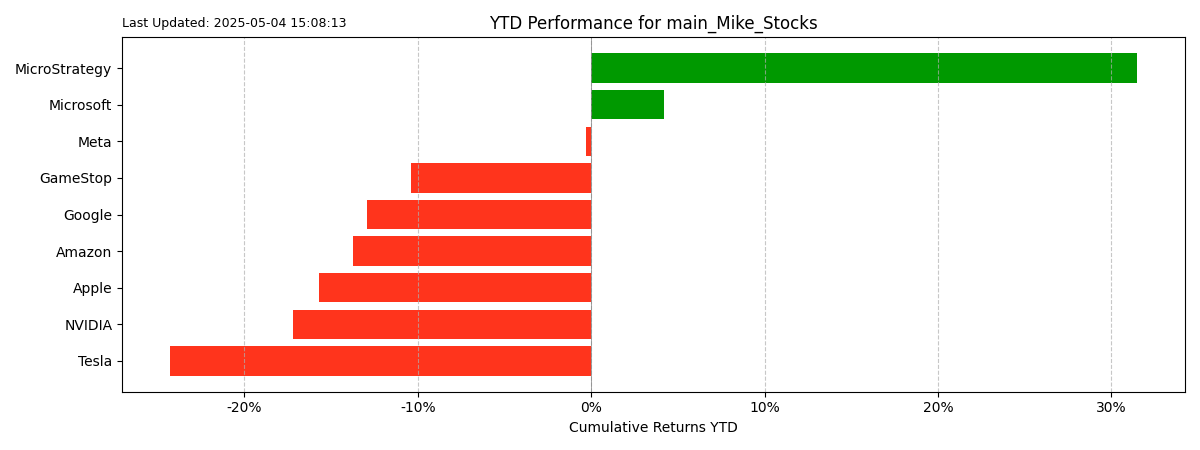 Last Updated: 2025-05-04 15:08:13
YTD Performance for main_Mike_Stocks
MicroStrategy
Microsoft
Meta
GameStop
Google
Amazon
Apple
NVIDIA
Tesla
-20% -10% 0% 10% 20% 30%
Cumulative Returns YTD